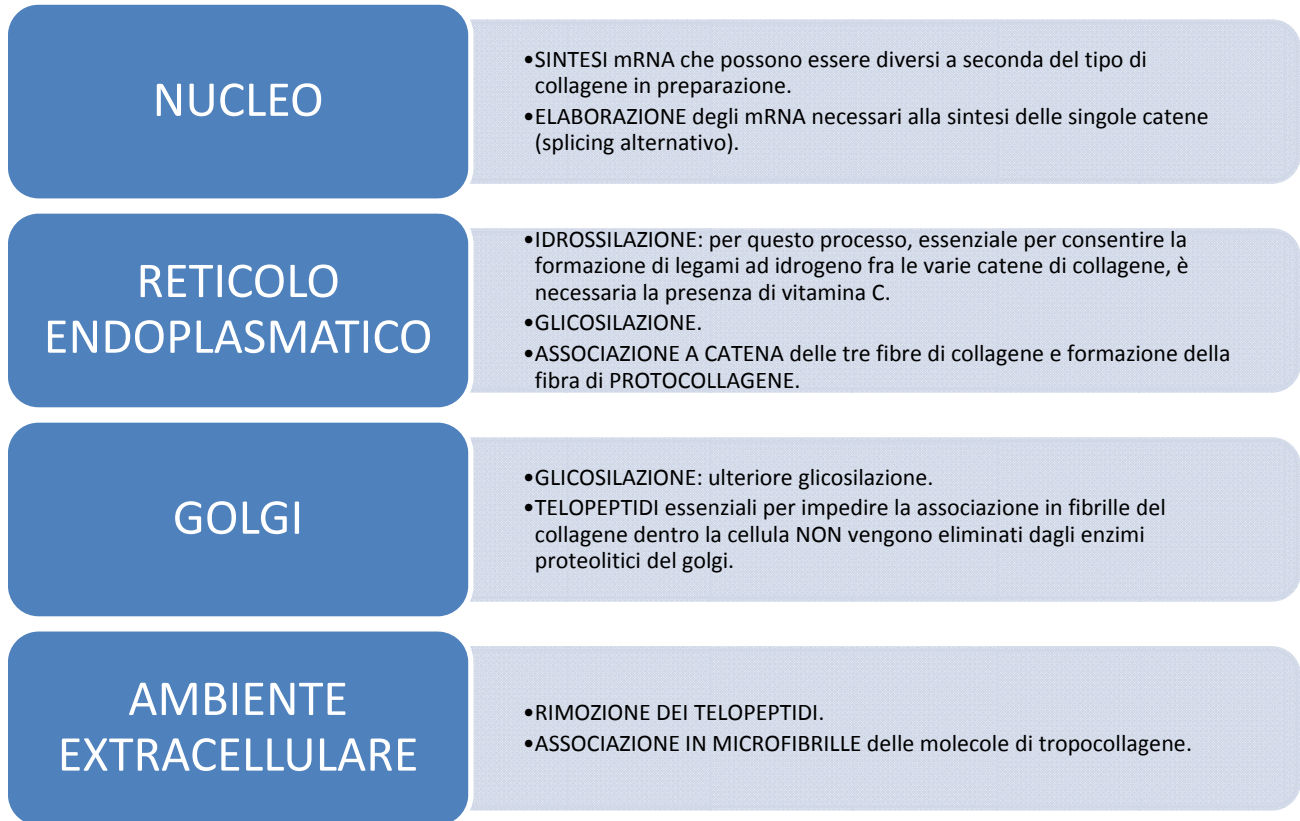 NUCLEO
•SINTESI mRNA che possono essere diversi a seconda del tipo di
collagene in preparazione.
•ELABORAZIONE degli mRNA necessari alla sintesi delle singole catene
(splicing alternativo).
RETICOLO
ENDOPLASMATICO
•IDROSSILAZIONE: per questo processo, essenziale per consentire la
formazione di legami ad idrogeno fra le varie catene di collagene, è
necessaria la presenza di vitamina C.
•GLICOSILAZIONE.
•ASSOCIAZIONE A CATENA delle tre fibre di collagene e formazione della
fibra di PROTOCOLLAGENE.
GOLGI
•GLICOSILAZIONE: ulteriore glicosilazione.
•TELOPEPTIDI essenziali per impedire la associazione in fibrille del
collagene dentro la cellula NON vengono eliminati dagli enzimi
proteolitici del golgi.
AMBIENTE
EXTRACELLULARE
•RIMOZIONE DEI TELOPEPTIDI.
•ASSOCIAZIONE IN MICROFIBRILLE delle molecole di tropocollagene.